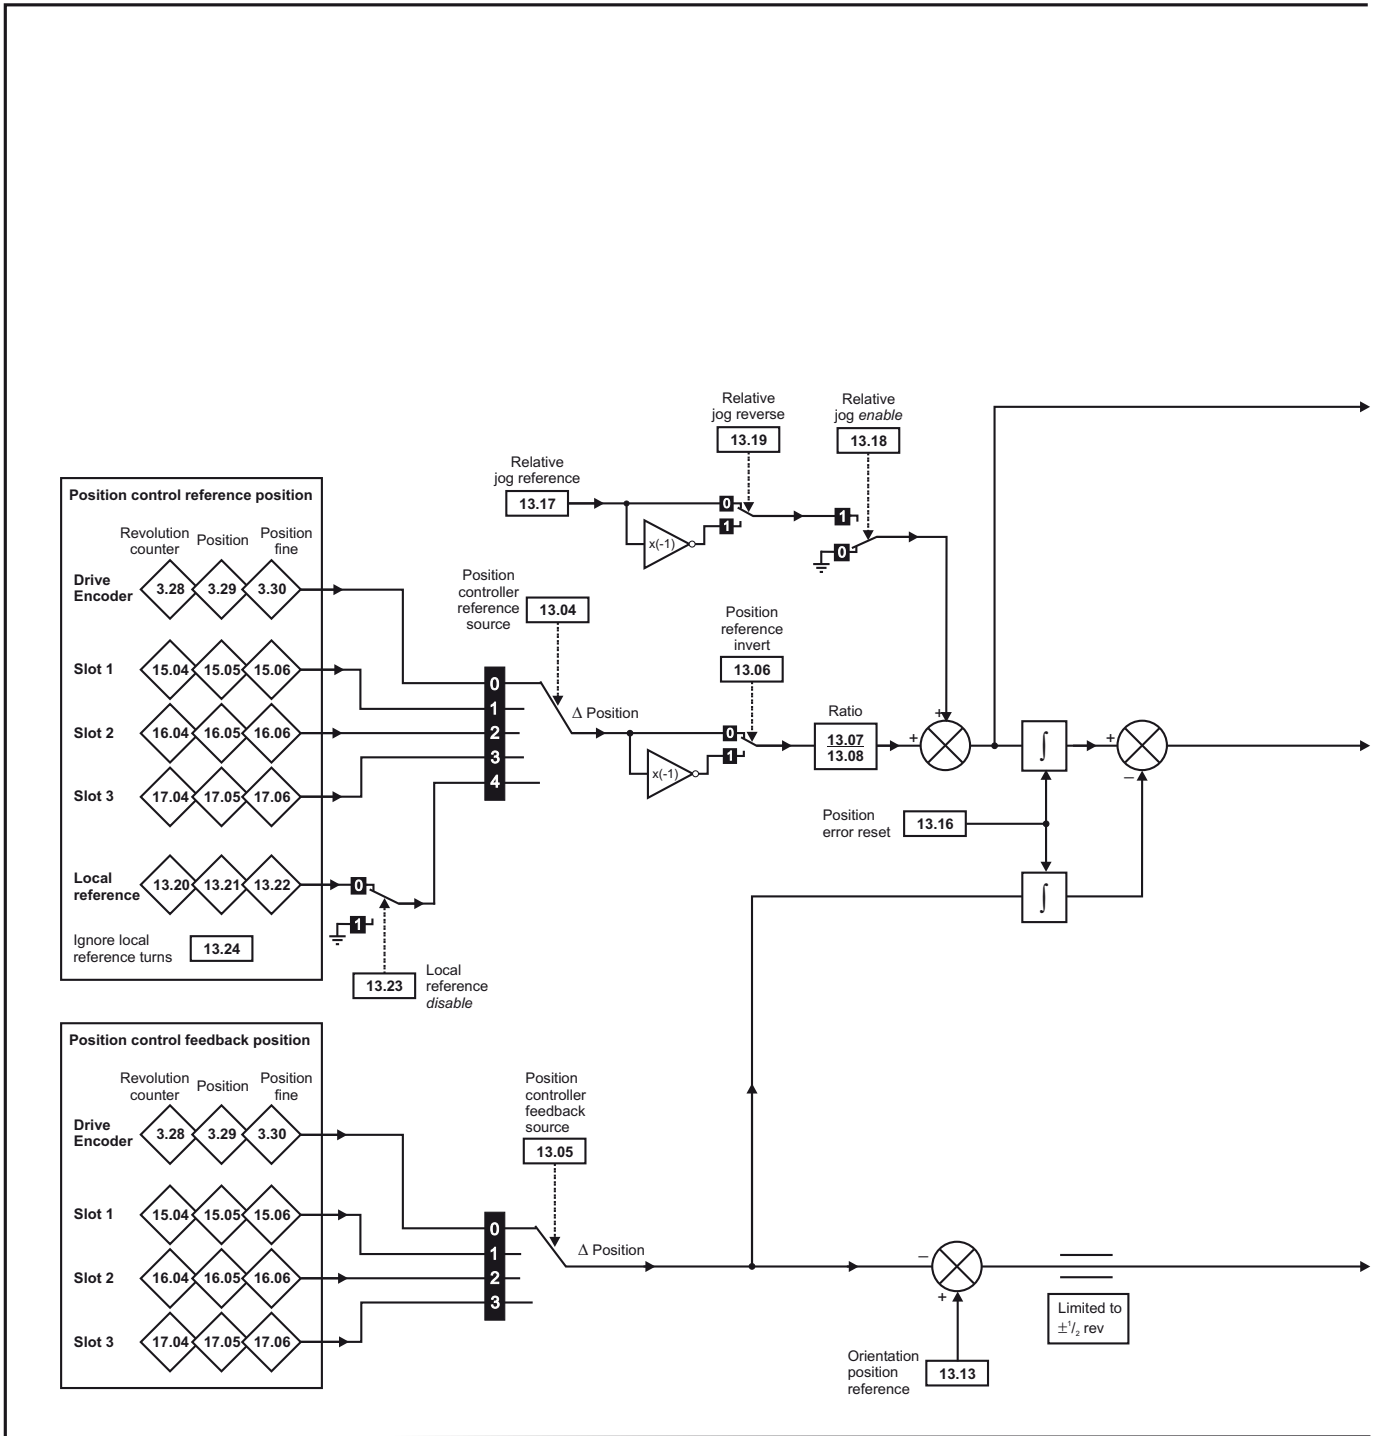 Relative
jog reverse
13.19
Relative
jog enable
13.18
Relative
jog reference
13.17
0
1
x(-1)
1
0
Position control reference position
Revolution
counter
Position
Position
fine
Drive
Encoder
3.28
3.29
3.30
Slot 1
15.04
15.05
15.06
Slot 2
16.04
16.05
16.06
Slot 3
17.04
17.05
17.06
Local
reference
13.20
13.21
13.22
Ignore local
reference turns
13.24
0
1
13.23
Local
reference
disable
Position
controller
reference
source
13.04
0
1
2
3
4
Δ Position
Position
reference
invert
13.06
0
1
x(-1)
Ratio
13.07
13.08
+
+
∫
+
–
Position
error reset
13.16
∫
Position control feedback position
Revolution
counter
Position
Position
fine
Drive
Encoder
3.28
3.29
3.30
Slot 1
15.04
15.05
15.06
Slot 2
16.04
16.05
16.06
Slot 3
17.04
17.05
17.06
Position
controller
feedback
source
13.05
0
1
2
3
Δ Position
–
+
Limited to
±1/2 rev
Orientation
position
reference
13.13